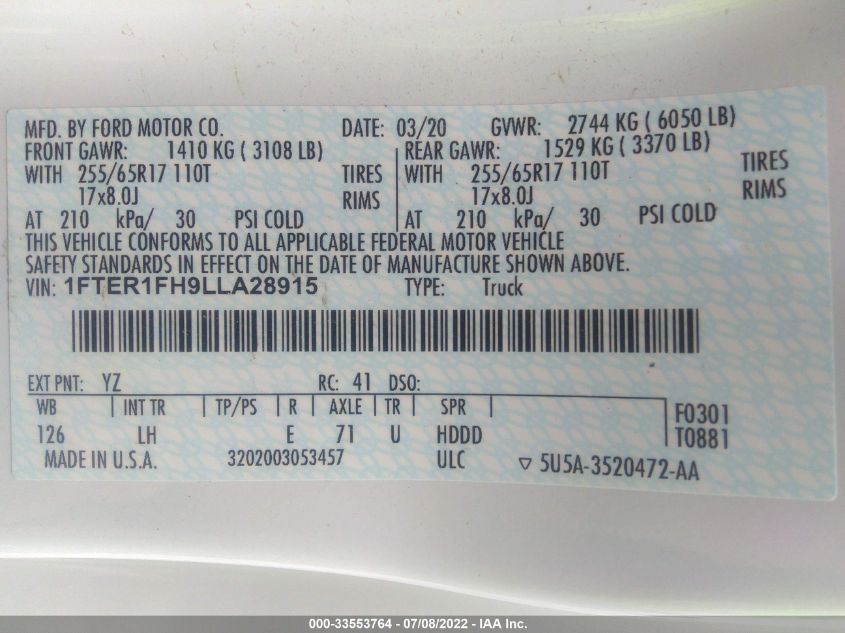 MFD. BY FORD MOTOR CO. DATE: 03/20 GVWR: 2744 KG ( 6050 LB)
FRONT GAWR: 1410 KG ( 3108 LB) REAR GAWR: 1529 KG ( 3370 LB)
WITH 255/65R17 110T TIRES WITH 255/65R17 110T TIRES
17x8.0J RIMS 17x8.0J RIMS
AT 210 kPa/ 30 PSI COLD AT 210 kPa/ 30 PSI COLD
THIS VEHICLE CONFORMS TO ALL APPLICABLE FEDERAL MOTOR VEHICLE
SAFETY STANDARDS IN EFFECT ON THE DATE OF MANUFACTURE SHOWN ABOVE.
VIN: 1FTER1FH9LLA28915 TYPE: Truck
EXT PNT: YZ RC: 41 DSO:
WB INT TR TP/PS R AXLE TR SPR F0301
126 LH E 71 U HDDD T0881
MADE IN U.S.A. 3202003053457 ULC ▽ 5U5A-3520472-AA
000-33553764 - 07/08/2022 - IAA Inc.